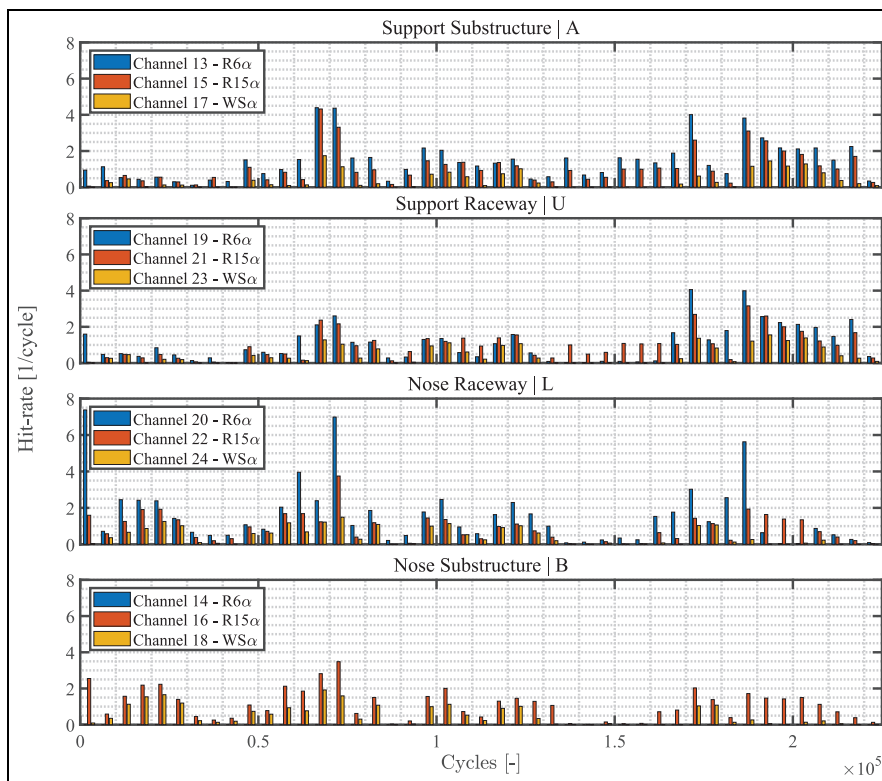 Support Substructure | A
8
6
4
2
0
Channel 13 - R6α
Channel 15 - R15α
Channel 17 - WSα
Support Raceway | U
8
6
4
2
0
Channel 19 - R6α
Channel 21 - R15α
Channel 23 - WSα
Hit-rate [1/cycle]
Nose Raceway | L
8
6
4
2
0
Channel 20 - R6α
Channel 22 - R15α
Channel 24 - WSα
Nose Substructure | B
8
6
4
2
0
Channel 14 - R6α
Channel 16 - R15α
Channel 18 - WSα
0 0.5 1 1.5 2
Cycles [-]
×10⁵